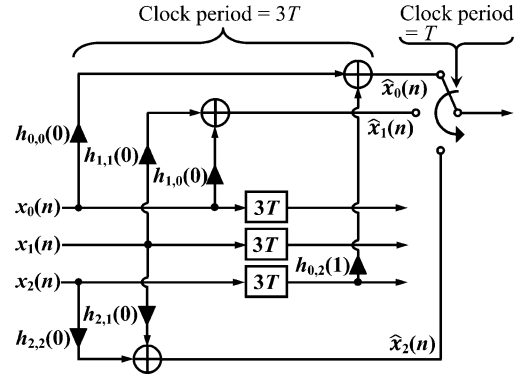 Clock period = 3T
Clock period
= T
x̂₀(n)
x̂₁(n)
h₀,₀(0)
h₁,₁(0)
h₁,₀(0)
x₀(n)
3T
x₁(n)
3T
x₂(n)
3T
h₀,₂(1)
h₂,₁(0)
h₂,₂(0)
x̂₂(n)